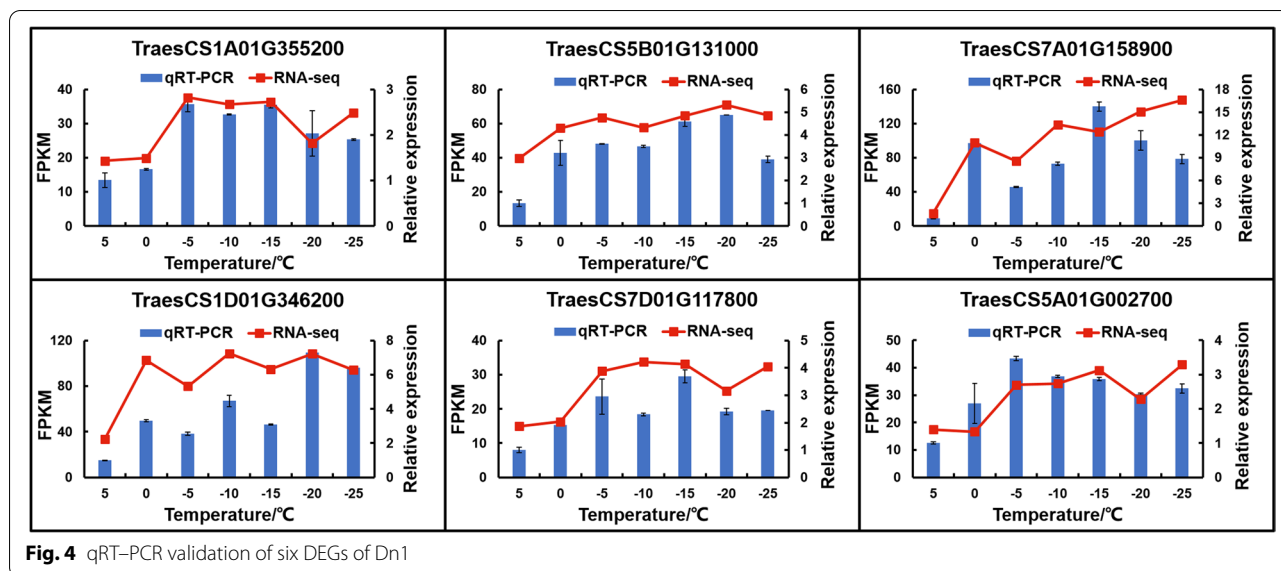 TraesCS1A01G355200
qRT-PCR RNA-seq
FPKM
40
30
20
10
0
3
2
1
0
Relative expression
5 0 -5 -10 -15 -20 -25
Temperature/℃
TraesCS5B01G131000
qRT-PCR RNA-seq
FPKM
80
60
40
20
0
6
5
4
3
2
1
0
Relative expression
5 0 -5 -10 -15 -20 -25
Temperature/℃
TraesCS7A01G158900
qRT-PCR RNA-seq
FPKM
160
120
80
40
0
18
15
12
9
6
3
0
Relative expression
5 0 -5 -10 -15 -20 -25
Temperature/℃
TraesCS1D01G346200
qRT-PCR RNA-seq
FPKM
120
80
40
0
8
6
4
2
0
Relative expression
5 0 -5 -10 -15 -20 -25
Temperature/℃
TraesCS7D01G117800
qRT-PCR RNA-seq
FPKM
40
30
20
10
0
5
4
3
2
1
0
Relative expression
5 0 -5 -10 -15 -20 -25
Temperature/℃
TraesCS5A01G002700
qRT-PCR RNA-seq
FPKM
50
40
30
20
10
0
4
3
2
1
0
Relative expression
5 0 -5 -10 -15 -20 -25
Temperature/℃
Fig. 4 qRT–PCR validation of six DEGs of Dn1